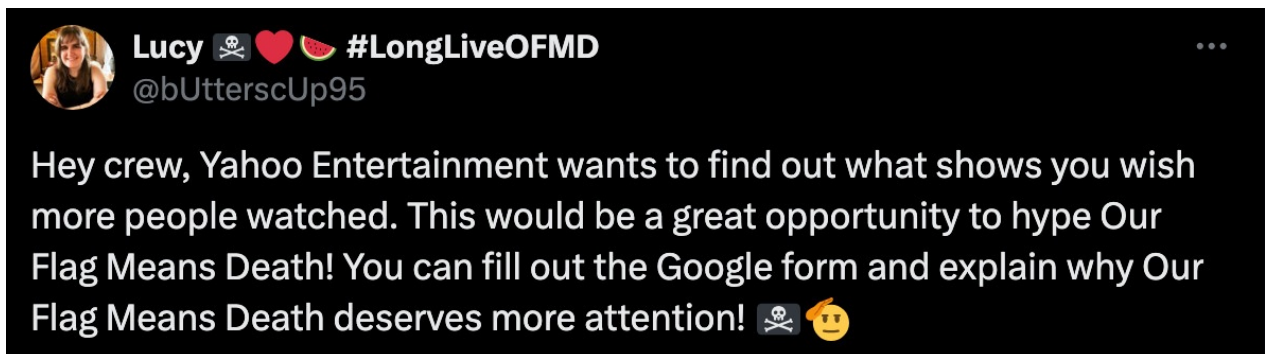 Lucy 🏴‍☠️❤️🍉 #LongLiveOFMD
@bUtterscUp95
Hey crew, Yahoo Entertainment wants to find out what shows you wish
more people watched. This would be a great opportunity to hype Our
Flag Means Death! You can fill out the Google form and explain why Our
Flag Means Death deserves more attention! 🏴‍☠️🫡